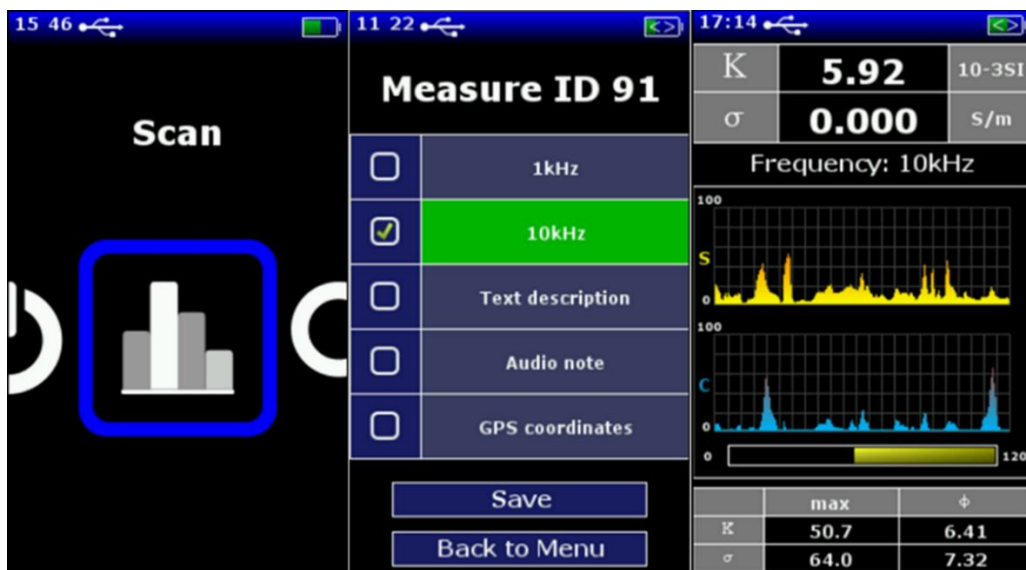 15 46
Scan
11 22
Measure ID 91
1kHz
10kHz
Text description
Audio note
GPS coordinates
Save
Back to Menu
17:14
K 5.92 10-3SI
σ 0.000 S/m
Frequency: 10kHz
100
S
0
100
C
0
0 120
max ϕ
K 50.7 6.41
σ 64.0 7.32